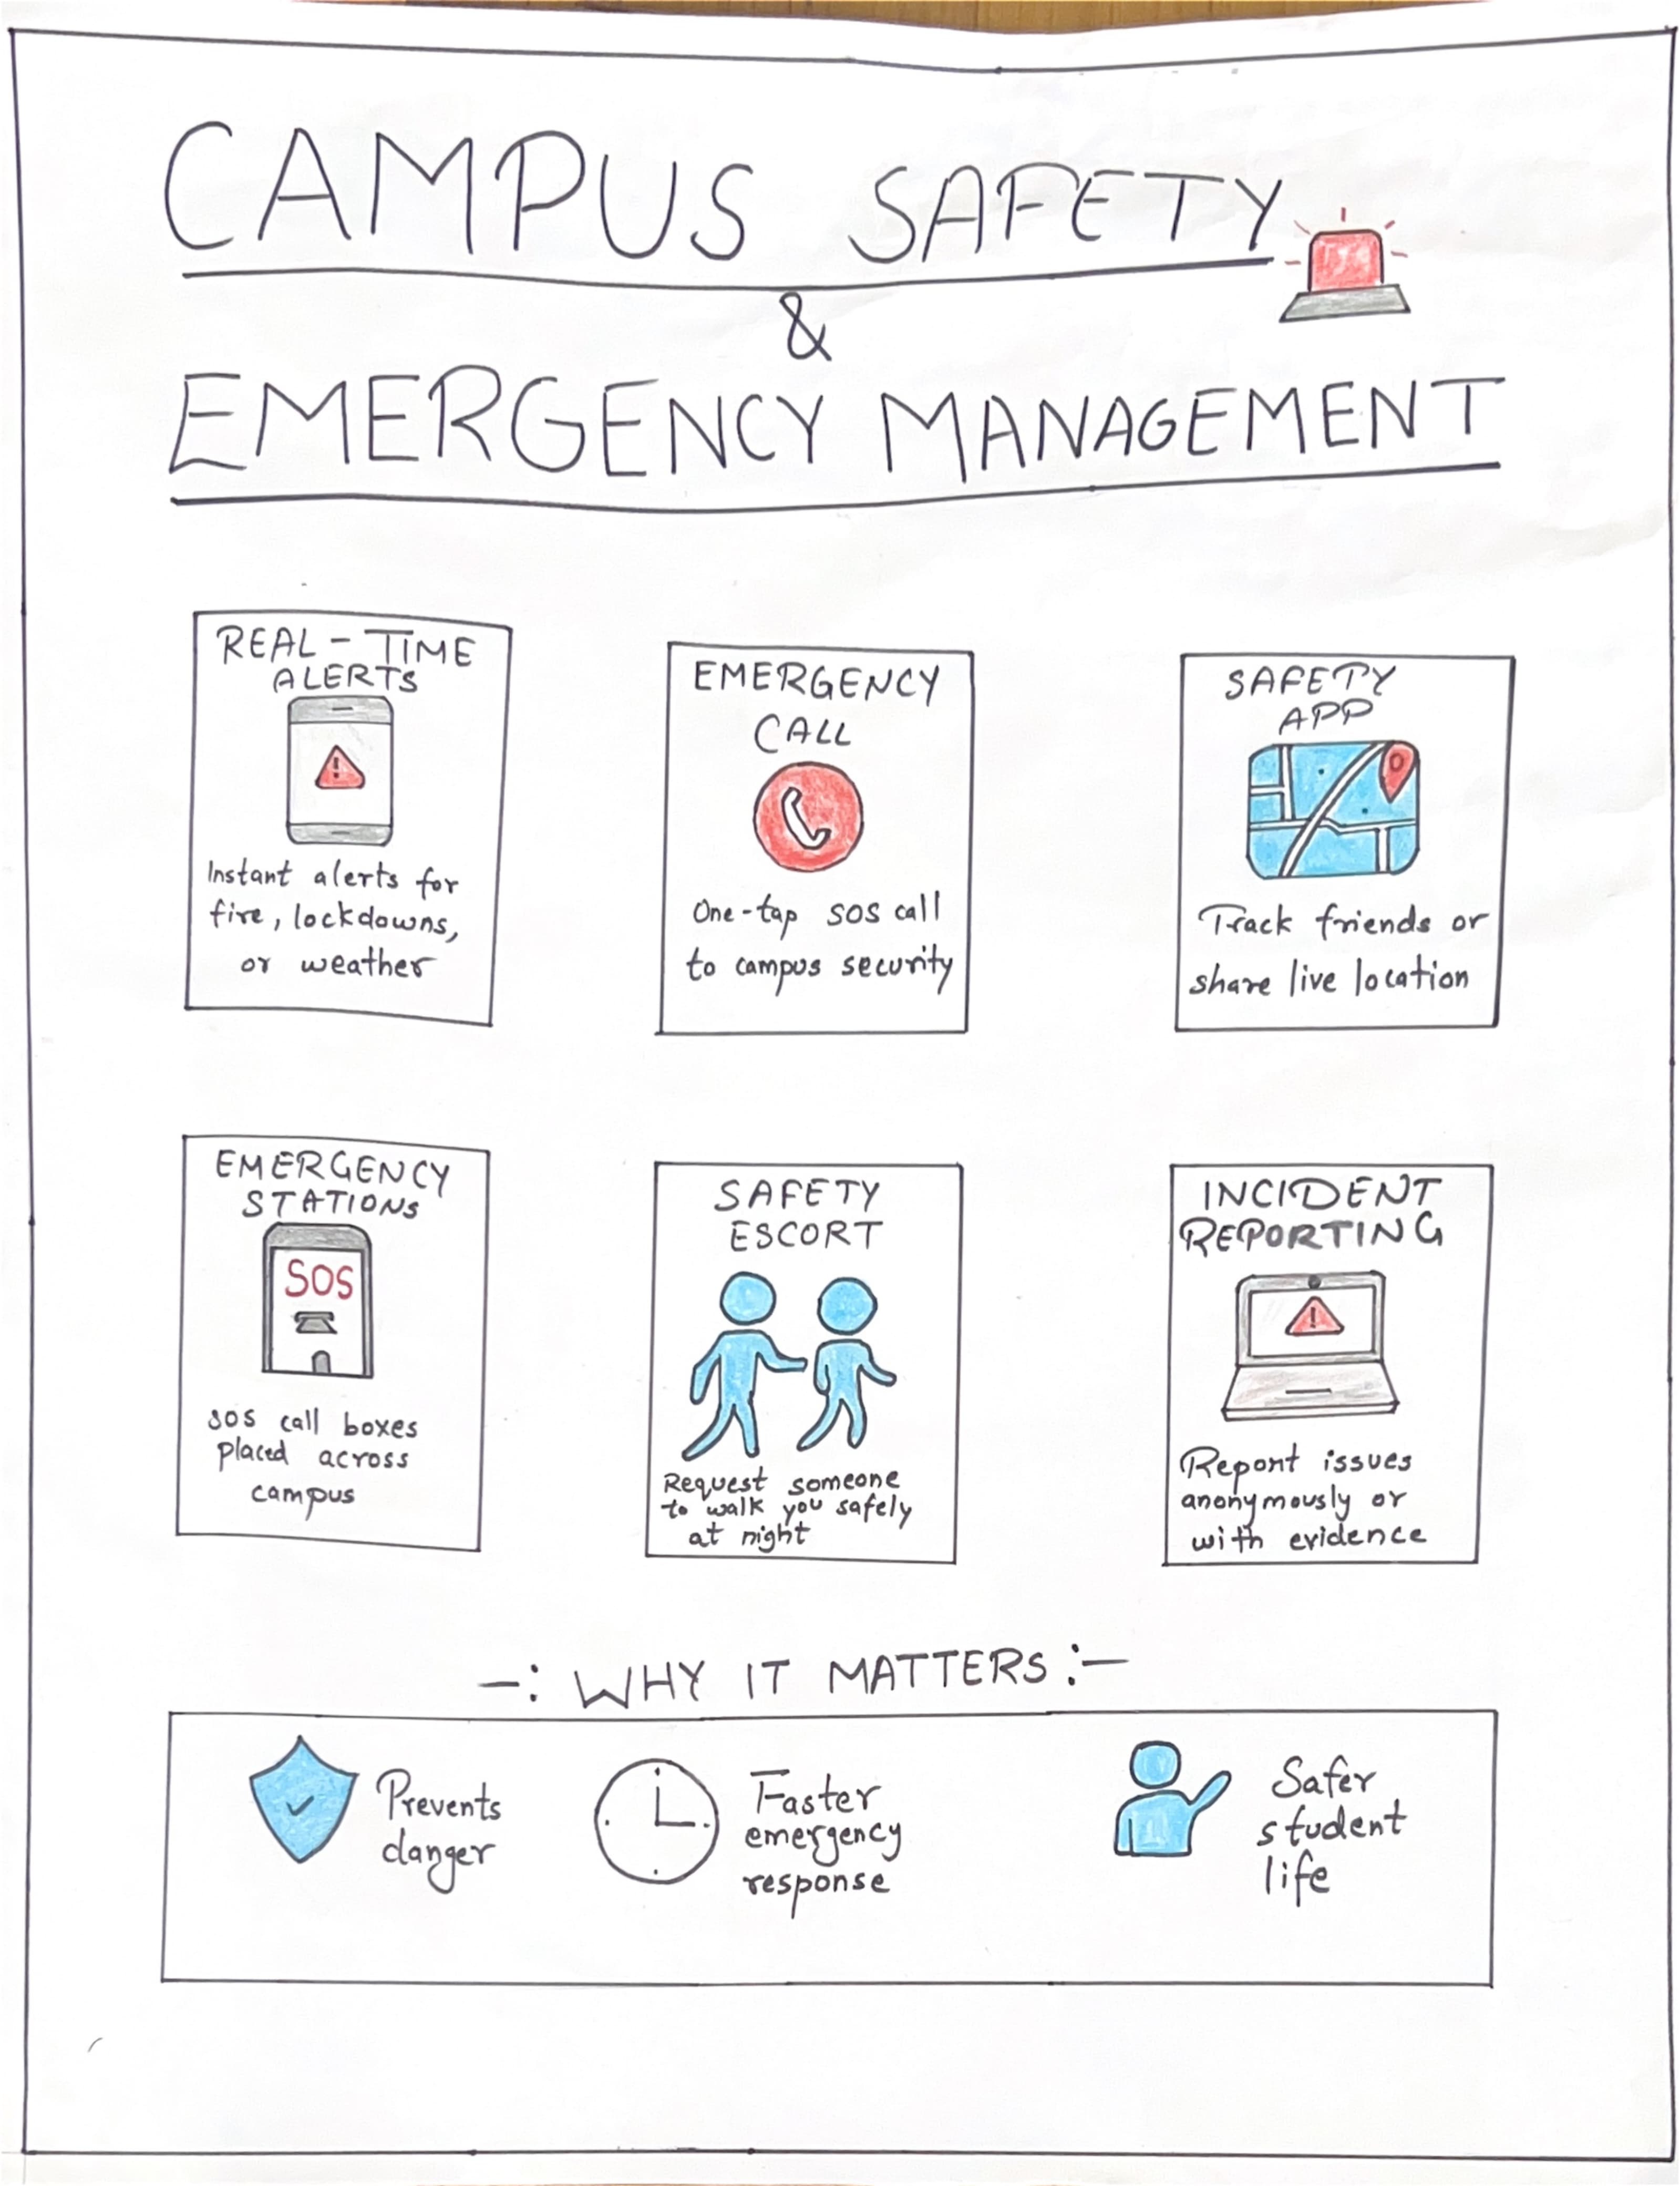 CAMPUS SAFETY
&
EMERGENCY MANAGEMENT
REAL-TIME
ALERTS
!
Instant alerts for
fire, lockdowns,
or weather
EMERGENCY
CALL
One-tap SOS call
to campus security
SAFETY
APP
Track friends or
share live location
EMERGENCY
STATIONS
SOS
SOS call boxes
placed across
campus
SAFETY
ESCORT
Request someone
to walk you safely
at night
INCIDENT
REPORTING
!
Report issues
anonymously or
with evidence
-: WHY IT MATTERS :-
Prevents
danger
Faster
emergency
response
Safer
student
life